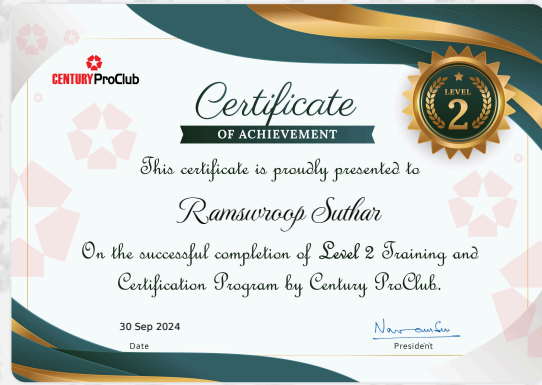 CENTURY ProClub
Certificate
OF ACHIEVEMENT
LEVEL
2
This certificate is proudly presented to
Ramswroop Suthar
On the successful completion of Level 2 Training and
Certification Program by Century ProClub.
30 Sep 2024
Date
President